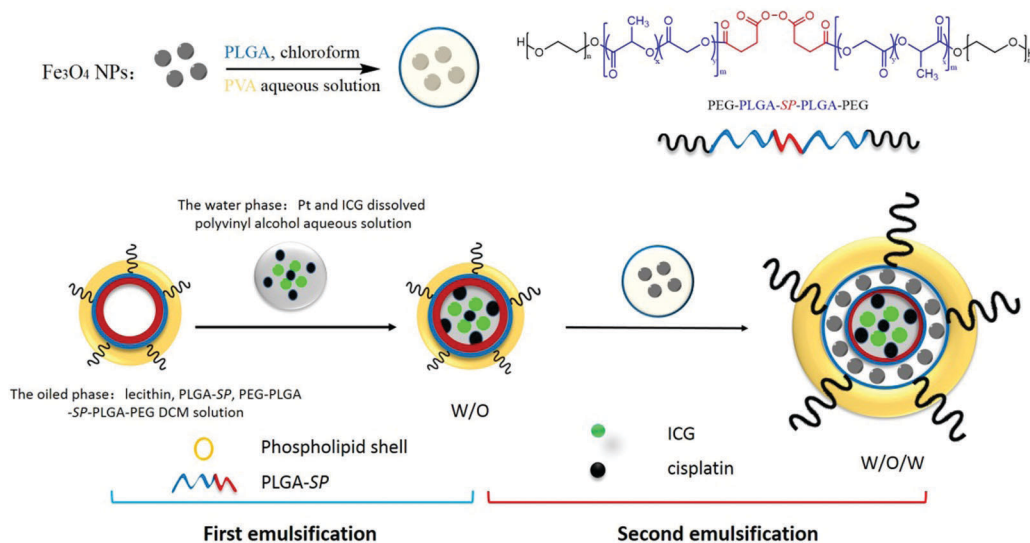 Fe₃O₄ NPs:
PLGA, chloroform
PVA aqueous solution
H O O n O O x O CH₃ O O m O O O-O O O O O O y O CH₃ m O O H n
PEG-PLGA-SP-PLGA-PEG
The water phase: Pt and ICG dissolved
polyvinyl alcohol aqueous solution
The oiled phase: lecithin, PLGA-SP, PEG-PLGA
-SP-PLGA-PEG DCM solution
W/O
W/O/W
Phospholipid shell
PLGA-SP
ICG
cisplatin
First emulsification
Second emulsification